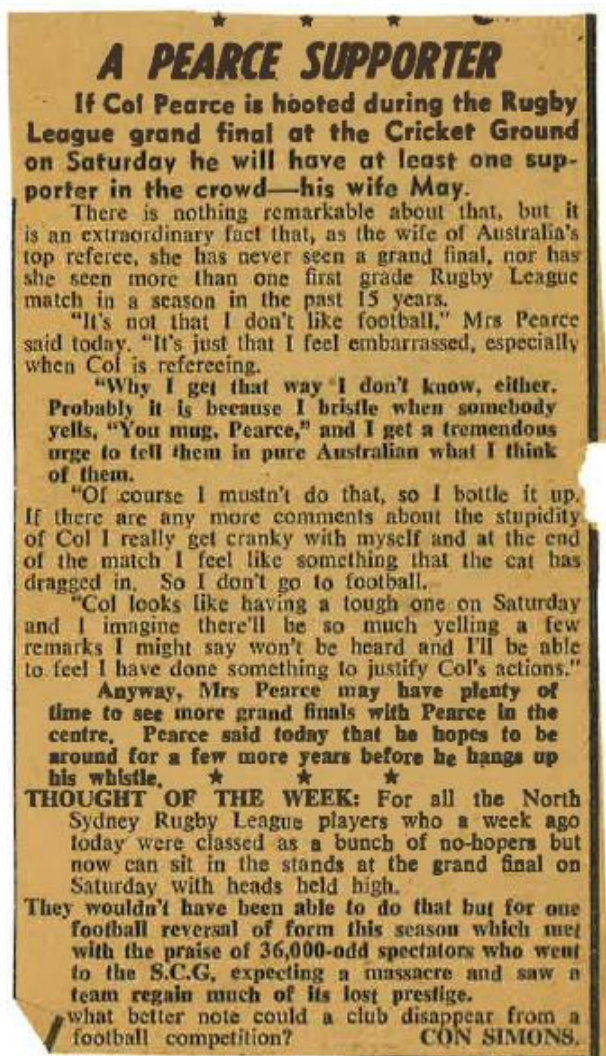 ★ ★ ★
A PEARCE SUPPORTER
If Col Pearce is hooted during the Rugby
League grand final at the Cricket Ground
on Saturday he will have at least one sup-
porter in the crowd—his wife May.
There is nothing remarkable about that, but it
is an extraordinary fact that, as the wife of Australia's
top referee, she has never seen a grand final, nor has
she seen more than one first grade Rugby League
match in a season in the past 15 years.
"It's not that I don't like football," Mrs Pearce
said today. "It's just that I feel embarrassed, especially
when Col is refereeing.
"Why I get that way I don't know, either.
Probably it is because I bristle when somebody
yells, "You mug, Pearce," and I get a tremendous
urge to tell them in pure Australian what I think
of them.
"Of course I mustn't do that, so I bottle it up.
If there are any more comments about the stupidity
of Col I really get cranky with myself and at the end
of the match I feel like something that the cat has
dragged in. So I don't go to football.
"Col looks like having a tough one on Saturday
and I imagine there'll be so much yelling a few
remarks I might say won't be heard and I'll be able
to feel I have done something to justify Col's actions."
Anyway, Mrs Pearce may have plenty of
time to see more grand finals with Pearce in the
centre. Pearce said today that he hopes to be
around for a few more years before he hangs up
his whistle. ★ ★ ★
THOUGHT OF THE WEEK: For all the North
Sydney Rugby League players who a week ago
today were classed as a bunch of no-hopers but
now can sit in the stands at the grand final on
Saturday with heads held high.
They wouldn't have been able to do that but for one
football reversal of form this season which met
with the praise of 36,000-odd spectators who went
to the S.C.G. expecting a massacre and saw a
team regain much of its lost prestige.
what better note could a club disappear from a
football competition? CON SIMONS.